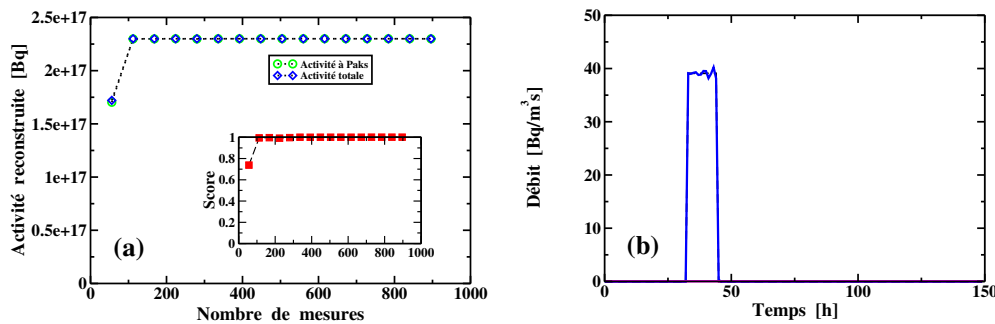 Activité reconstruite [Bq]
2.5e+17
2e+17
1.5e+17
1e+17
5e+16
0
0 200 400 600 800 1000
Nombre de mesures
Activité à Paks
Activité totale
(a)
Score
1
0.8
0.6
0.4
0.2
0
0 200 400 600 800 1000
Débit [Bq/m³s]
50
40
30
20
10
0
0 50 100 150
Temps [h]
(b)